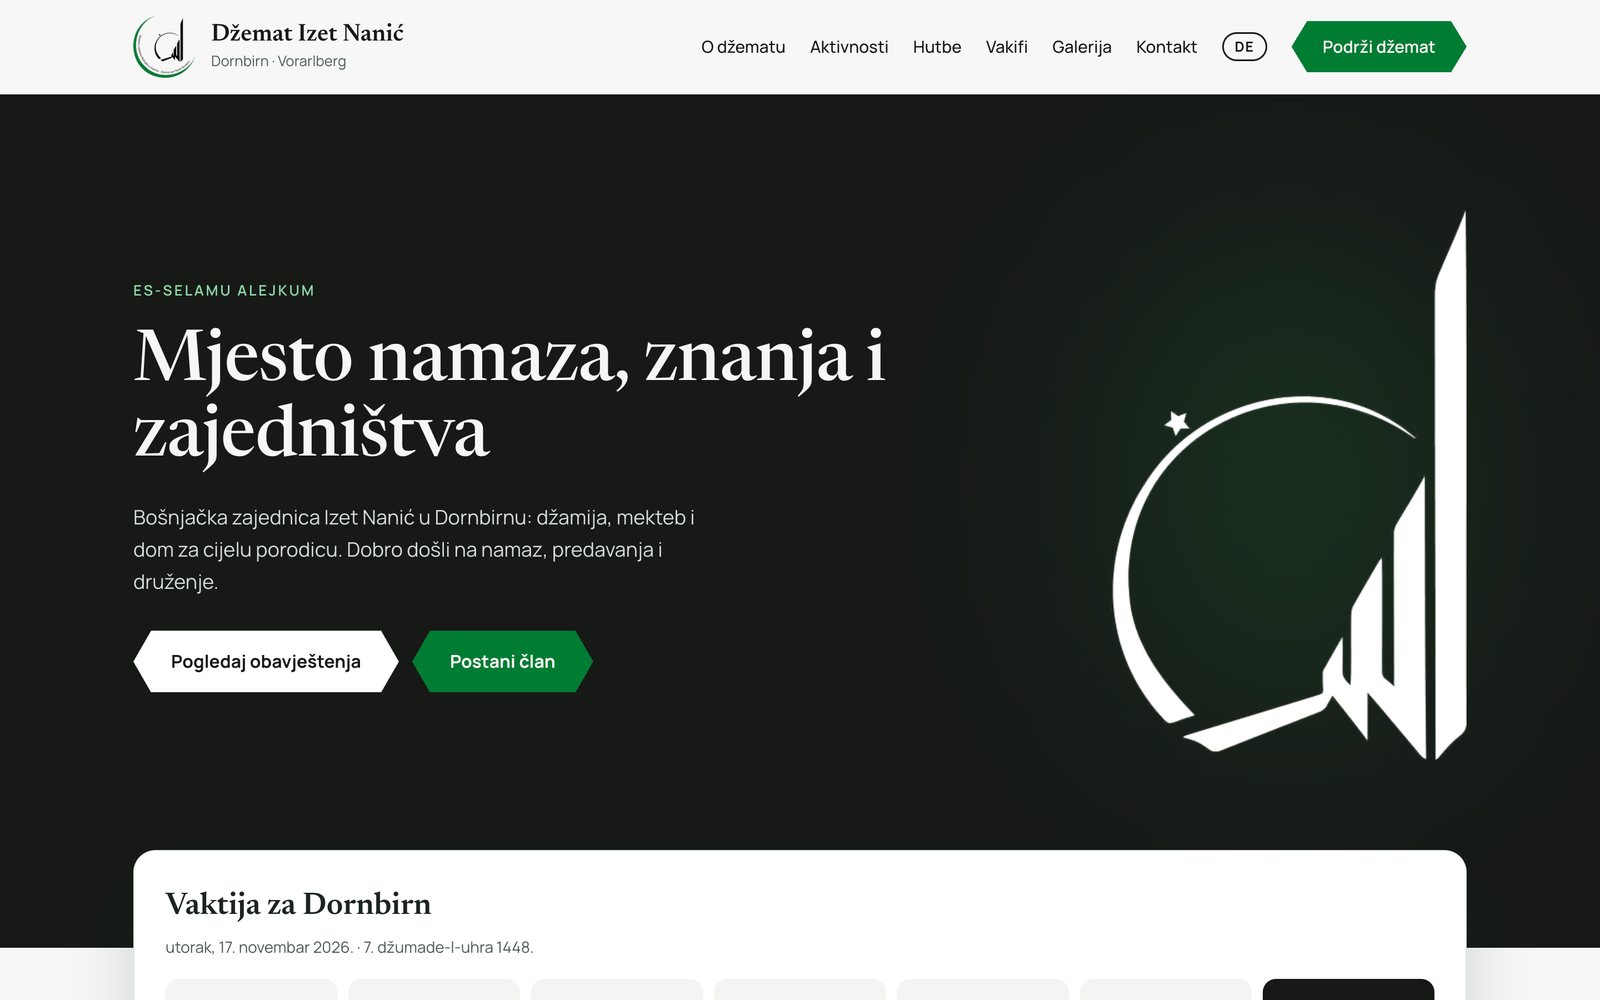 Džemat Izet Nanić
Dornbirn · Vorarlberg
O džematu
Aktivnosti
Hutbe
Vakifi
Galerija
Kontakt
DE
Podrži džemat
ES-SELAMU ALEJKUM
Mjesto namaza, znanja i
zajedništva
Bošnjačka zajednica Izet Nanić u Dornbirnu: džamija, mekteb i
dom za cijelu porodicu. Dobro došli na namaz, predavanja i
druženje.
Pogledaj obavještenja
Postani član
Vaktija za Dornbirn
utorak, 17. novembar 2026. · 7. džumade-l-uhra 1448.